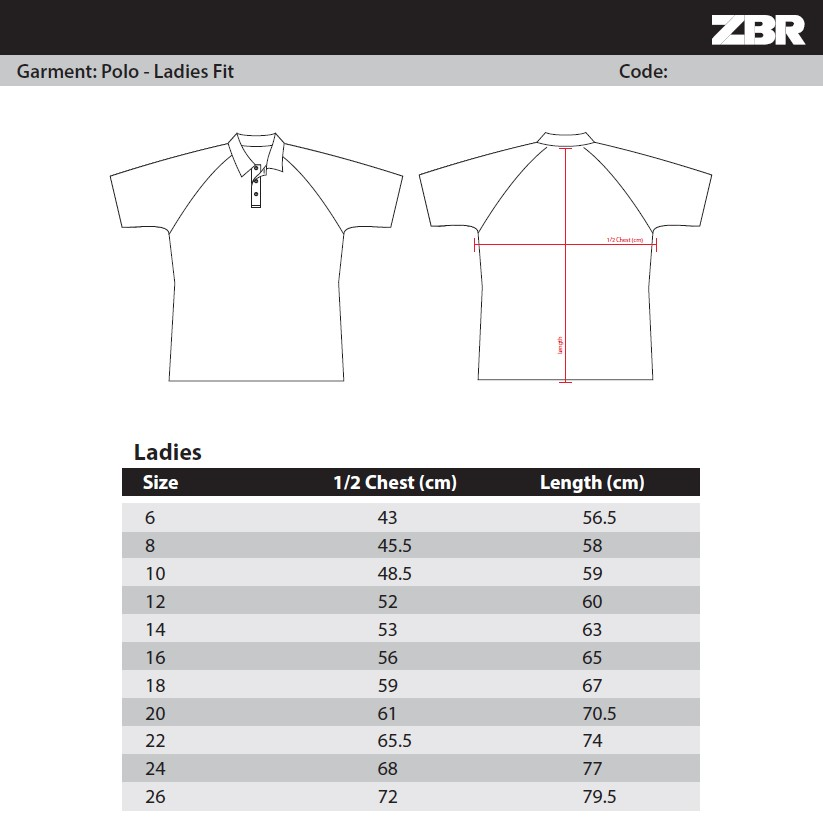 ZBR
Garment: Polo - Ladies Fit Code:
1/2 Chest (cm)
Length
Ladies
Size 1/2 Chest (cm) Length (cm)
6 43 56.5
8 45.5 58
10 48.5 59
12 52 60
14 53 63
16 56 65
18 59 67
20 61 70.5
22 65.5 74
24 68 77
26 72 79.5